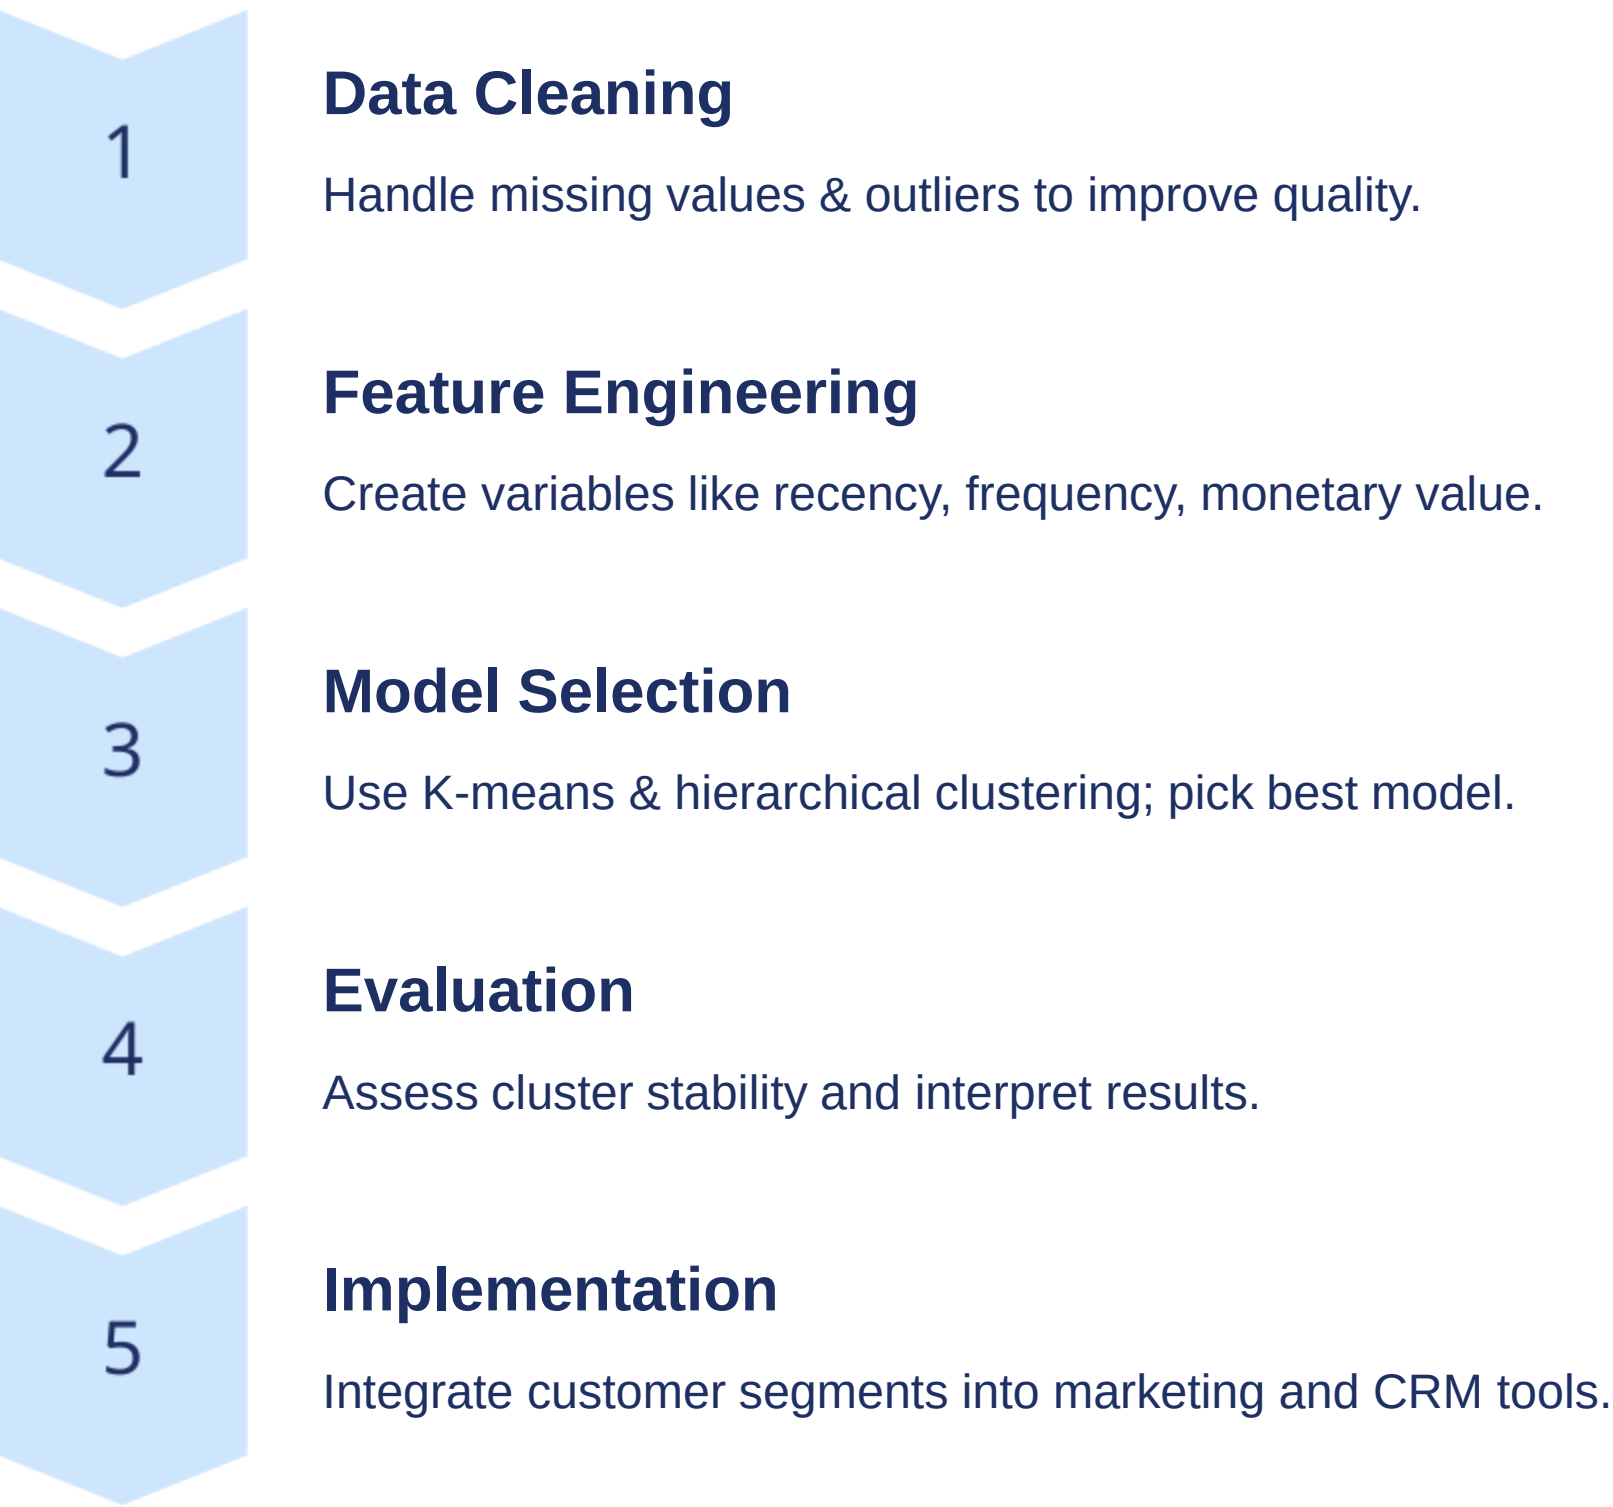 1
Data Cleaning
Handle missing values & outliers to improve quality.
2
Feature Engineering
Create variables like recency, frequency, monetary value.
3
Model Selection
Use K-means & hierarchical clustering; pick best model.
4
Evaluation
Assess cluster stability and interpret results.
5
Implementation
Integrate customer segments into marketing and CRM tools.